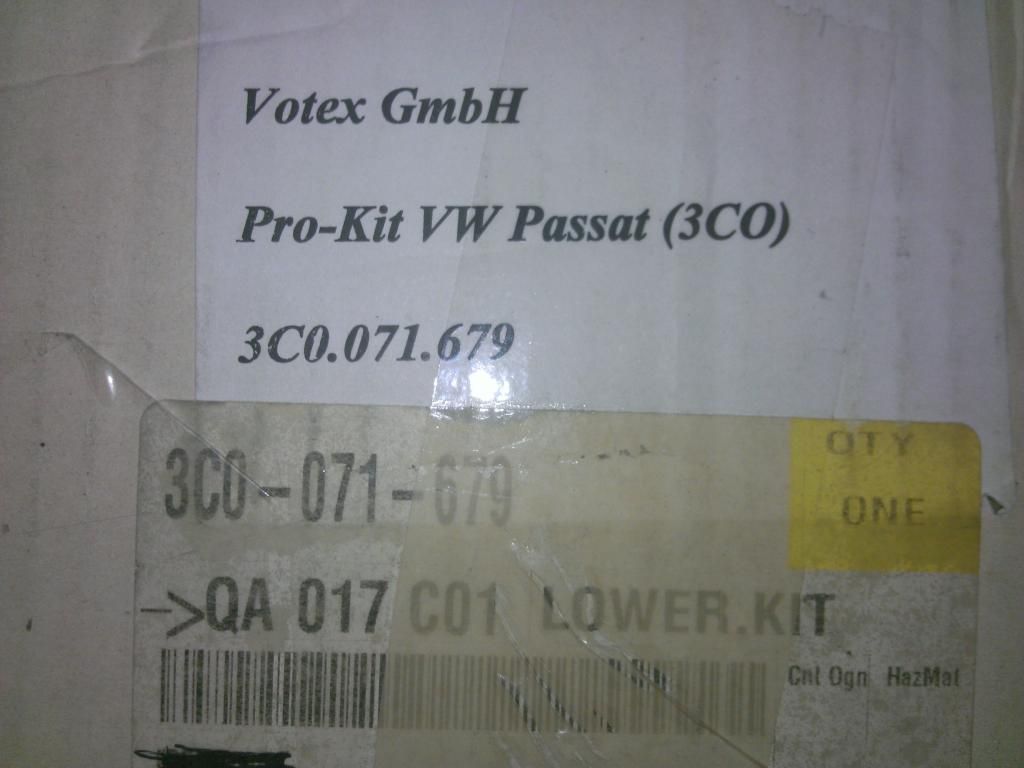 Votex GmbH
Pro-Kit VW Passat (3CO)
3C0.071.679
3C0-071-679
QTY
ONE
->QA 017 C01 LOWER.KIT
Cnt Ogn HazMat